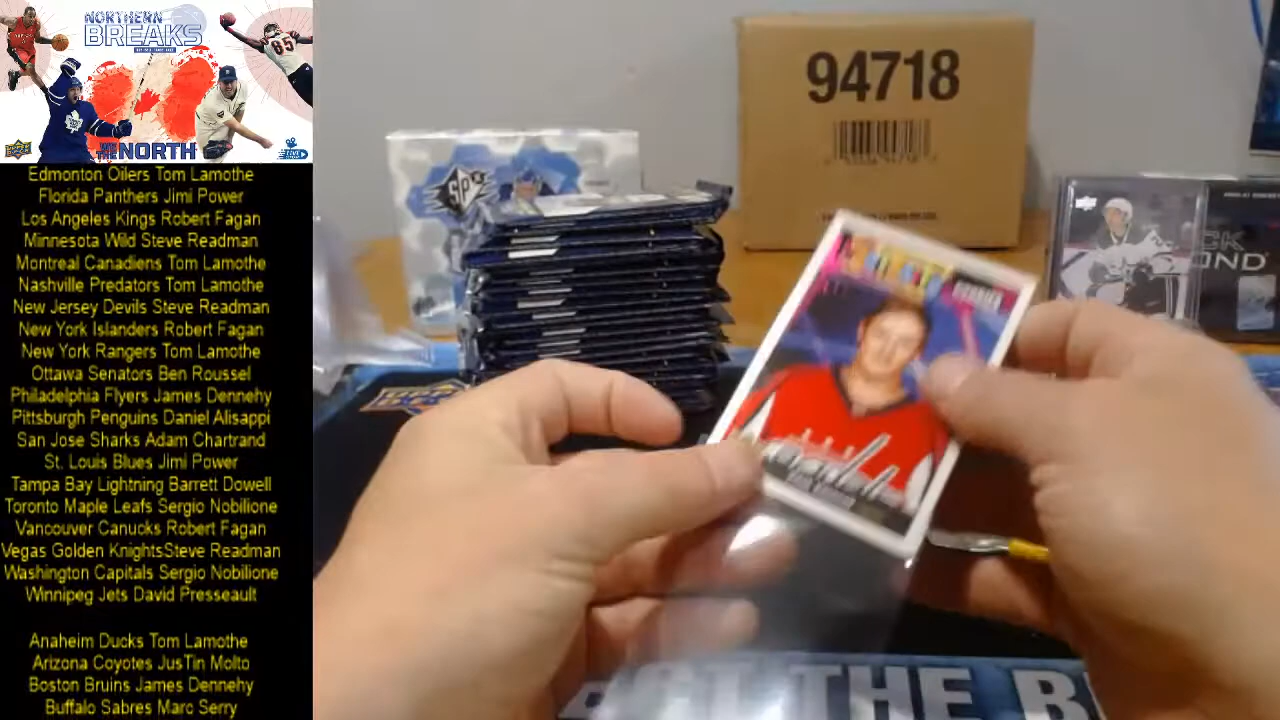 NORTHERN
BREAKS
THE NORTH
LIVE
Edmonton Oilers Tom Lamothe
Florida Panthers Jimi Power
Los Angeles Kings Robert Fagan
Minnesota Wild Steve Readman
Montreal Canadiens Tom Lamothe
Nashville Predators Tom Lamothe
New Jersey Devils Steve Readman
New York Islanders Robert Fagan
New York Rangers Tom Lamothe
Ottawa Senators Ben Roussel
Philadelphia Flyers James Dennehy
Pittsburgh Penguins Daniel Alisappi
San Jose Sharks Adam Chartrand
St. Louis Blues Jimi Power
Tampa Bay Lightning Barrett Dowell
Toronto Maple Leafs Sergio Nobilione
Vancouver Canucks Robert Fagan
Vegas Golden KnightsSteve Readman
Washington Capitals Sergio Nobilione
Winnipeg Jets David Presseault
Anaheim Ducks Tom Lamothe
Arizona Coyotes JusTin Molto
Boston Bruins James Dennehy
Buffalo Sabres Marc Serry
94718
SPx
85
THE